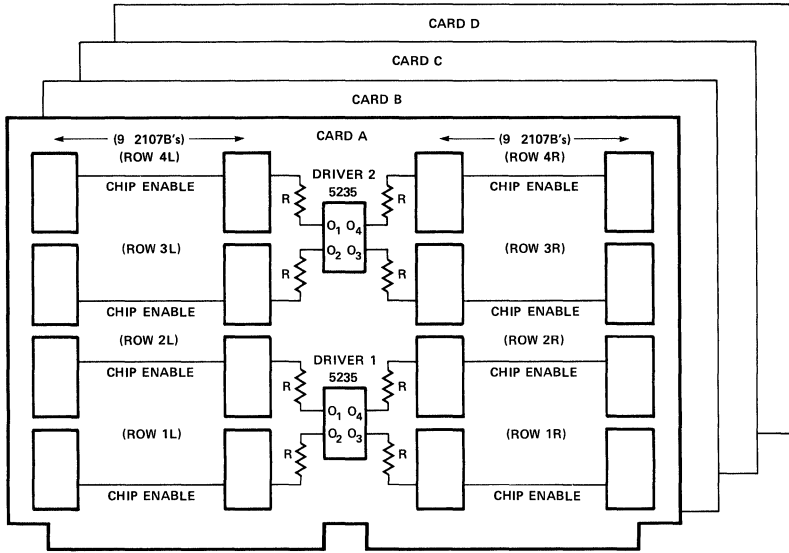 CARD D
CARD C
CARD B
CARD A
(9 2107B's)
(ROW 4L)
CHIP ENABLE
(9 2107B's)
(ROW 4R)
CHIP ENABLE
DRIVER 2
5235
R
R
O1 O4
O2 O3
R
R
(ROW 3L)
CHIP ENABLE
(ROW 3R)
CHIP ENABLE
(ROW 2L)
CHIP ENABLE
(ROW 2R)
CHIP ENABLE
DRIVER 1
5235
R
R
O1 O4
O2 O3
R
R
(ROW 1L)
CHIP ENABLE
(ROW 1R)
CHIP ENABLE